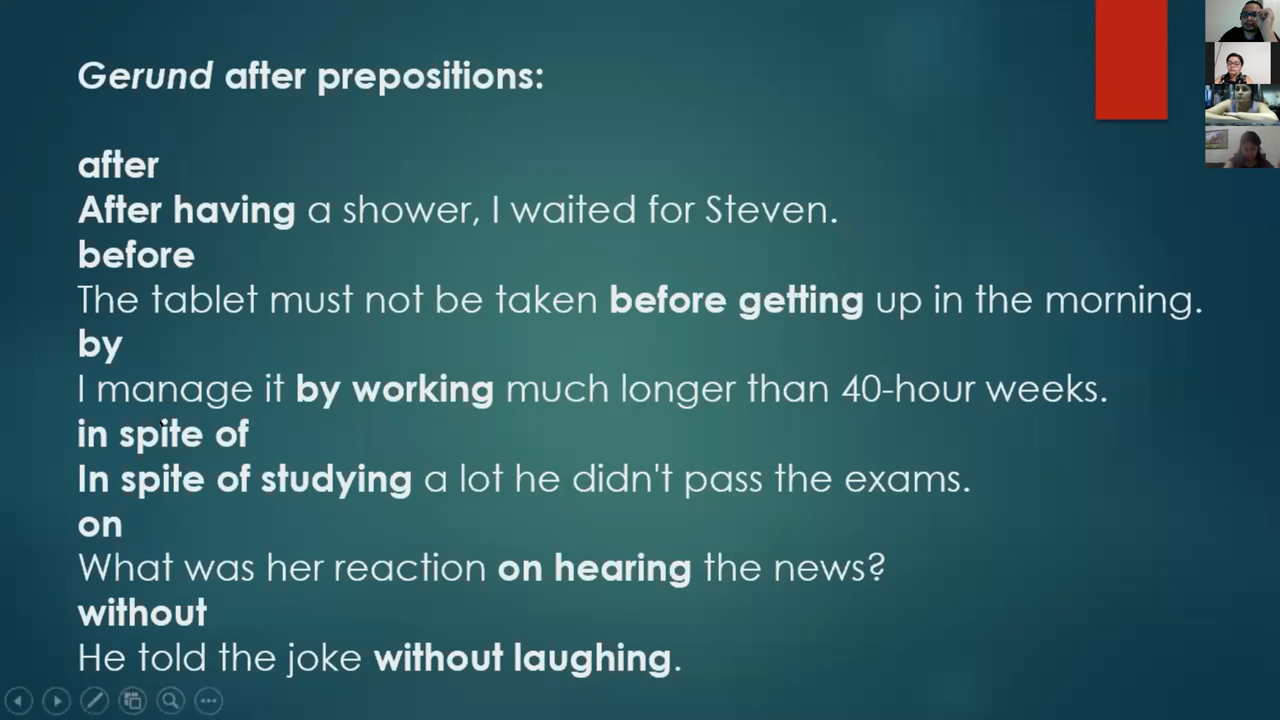 Gerund after prepositions:
after
After having a shower, I waited for Steven.
before
The tablet must not be taken before getting up in the morning.
by
I manage it by working much longer than 40-hour weeks.
in spite of
In spite of studying a lot he didn't pass the exams.
on
What was her reaction on hearing the news?
without
He told the joke without laughing.